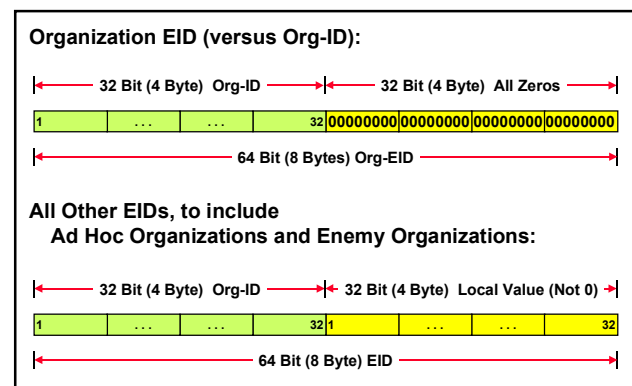 Organization EID (versus Org-ID):
32 Bit (4 Byte) Org-ID 32 Bit (4 Byte) All Zeros
1 ... ... 32 00000000 00000000 00000000 00000000
64 Bit (8 Bytes) Org-EID
All Other EIDs, to include
Ad Hoc Organizations and Enemy Organizations:
32 Bit (4 Byte) Org-ID 32 Bit (4 Byte) Local Value (Not 0)
1 ... ... 32 1 ... ... 32
64 Bit (8 Byte) EID